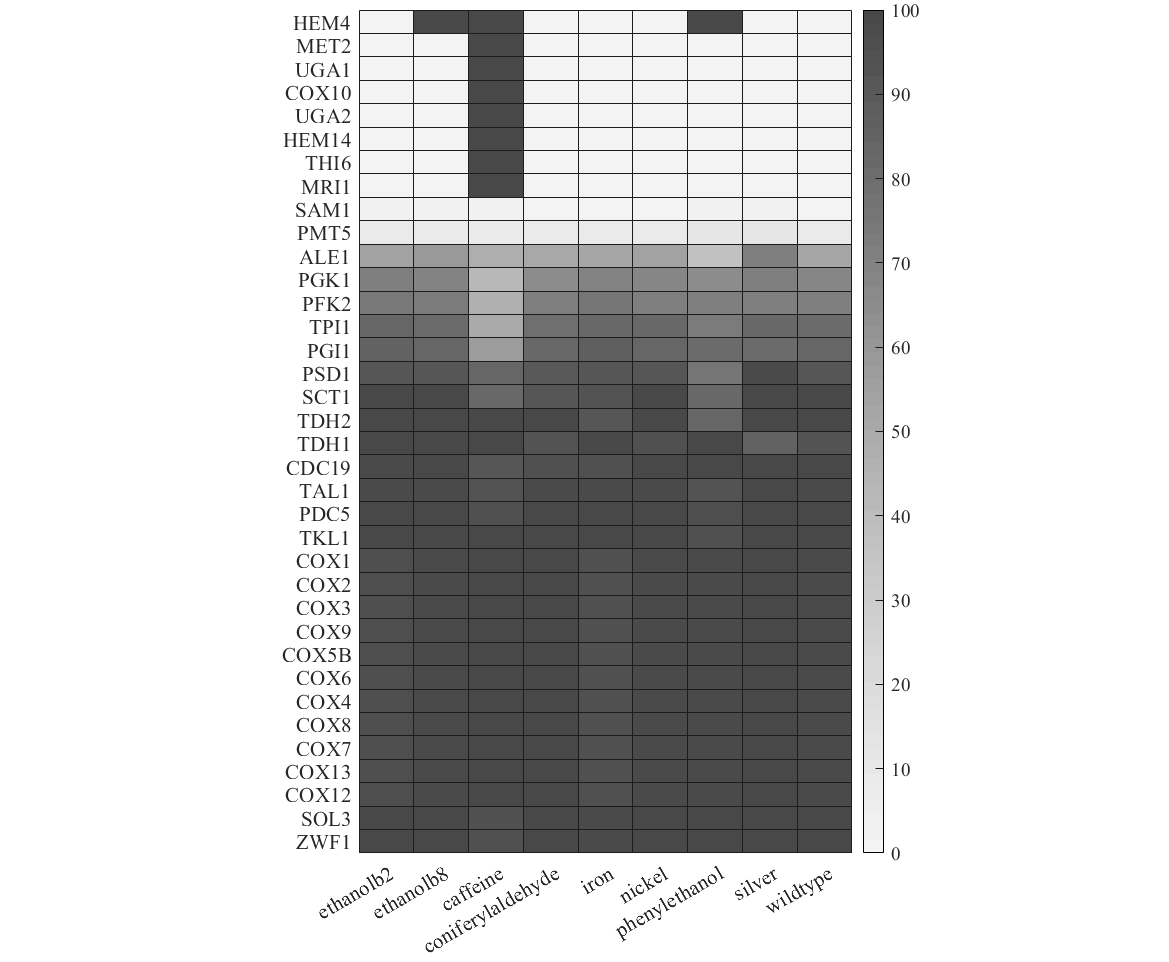 HEM4
MET2
UGA1
COX10
UGA2
HEM14
THI6
MRI1
SAM1
PMT5
ALE1
PGK1
PFK2
TPI1
PGI1
PSD1
SCT1
TDH2
TDH1
CDC19
TAL1
PDC5
TKL1
COX1
COX2
COX3
COX9
COX5B
COX6
COX4
COX8
COX7
COX13
COX12
SOL3
ZWF1
ethanolb2
ethanolb8
caffeine
coniferylaldehyde
iron
nickel
phenylethanol
silver
wildtype
100
90
80
70
60
50
40
30
20
10
0